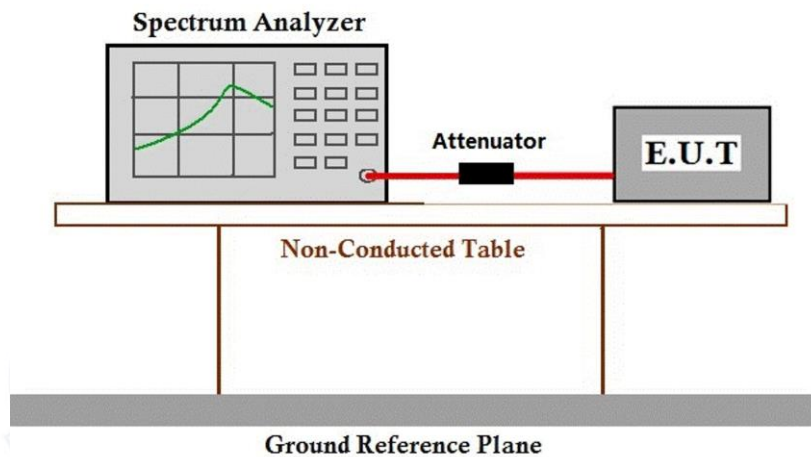 Spectrum Analyzer
Attenuator
E.U.T
Non-Conducted Table
Ground Reference Plane